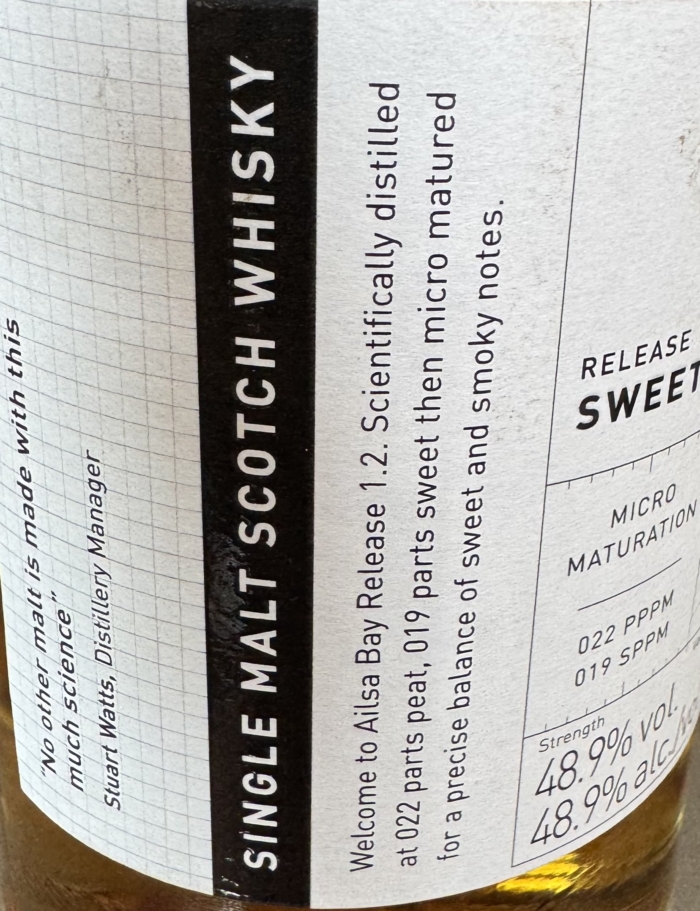 "No other malt is made with this
much science"
Stuart Watts, Distillery Manager
SINGLE MALT SCOTCH WHISKY
Welcome to Ailsa Bay Release 1.2. Scientifically distilled
at 022 parts peat, 019 parts sweet then micro matured
for a precise balance of sweet and smoky notes.
RELEASE
SWEET
MICRO
MATURATION
022 PPPM
019 SPPM
Strength
48.9% vol.
48.9% alc./